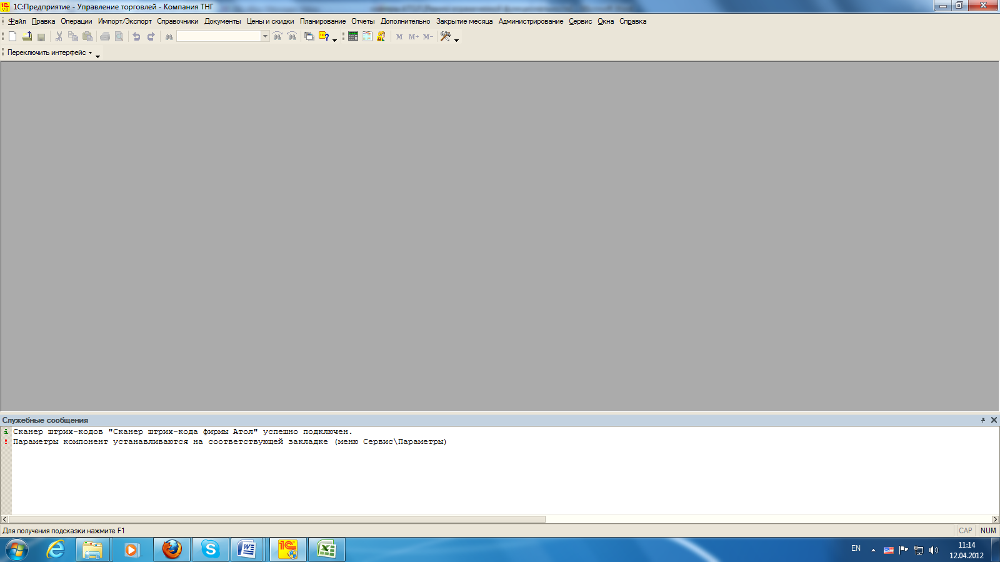 1С:Предприятие - Управление торговлей - Компания ТНГ
Файл Правка Операции Импорт/Экспорт Справочники Документы Цены и скидки Планирование Отчеты Дополнительно Закрытие месяца Администрирование Сервис Окна Справка
M M+ M-
Переключить интерфейс
Служебные сообщения
Сканер штрих-кодов "Сканер штрих-кода фирмы Атол" успешно подключен.
Параметры компонент устанавливаются на соответствующей закладке (меню Сервис\Параметры)
Для получения подсказки нажмите F1
CAP NUM
EN
11:14
12.04.2012